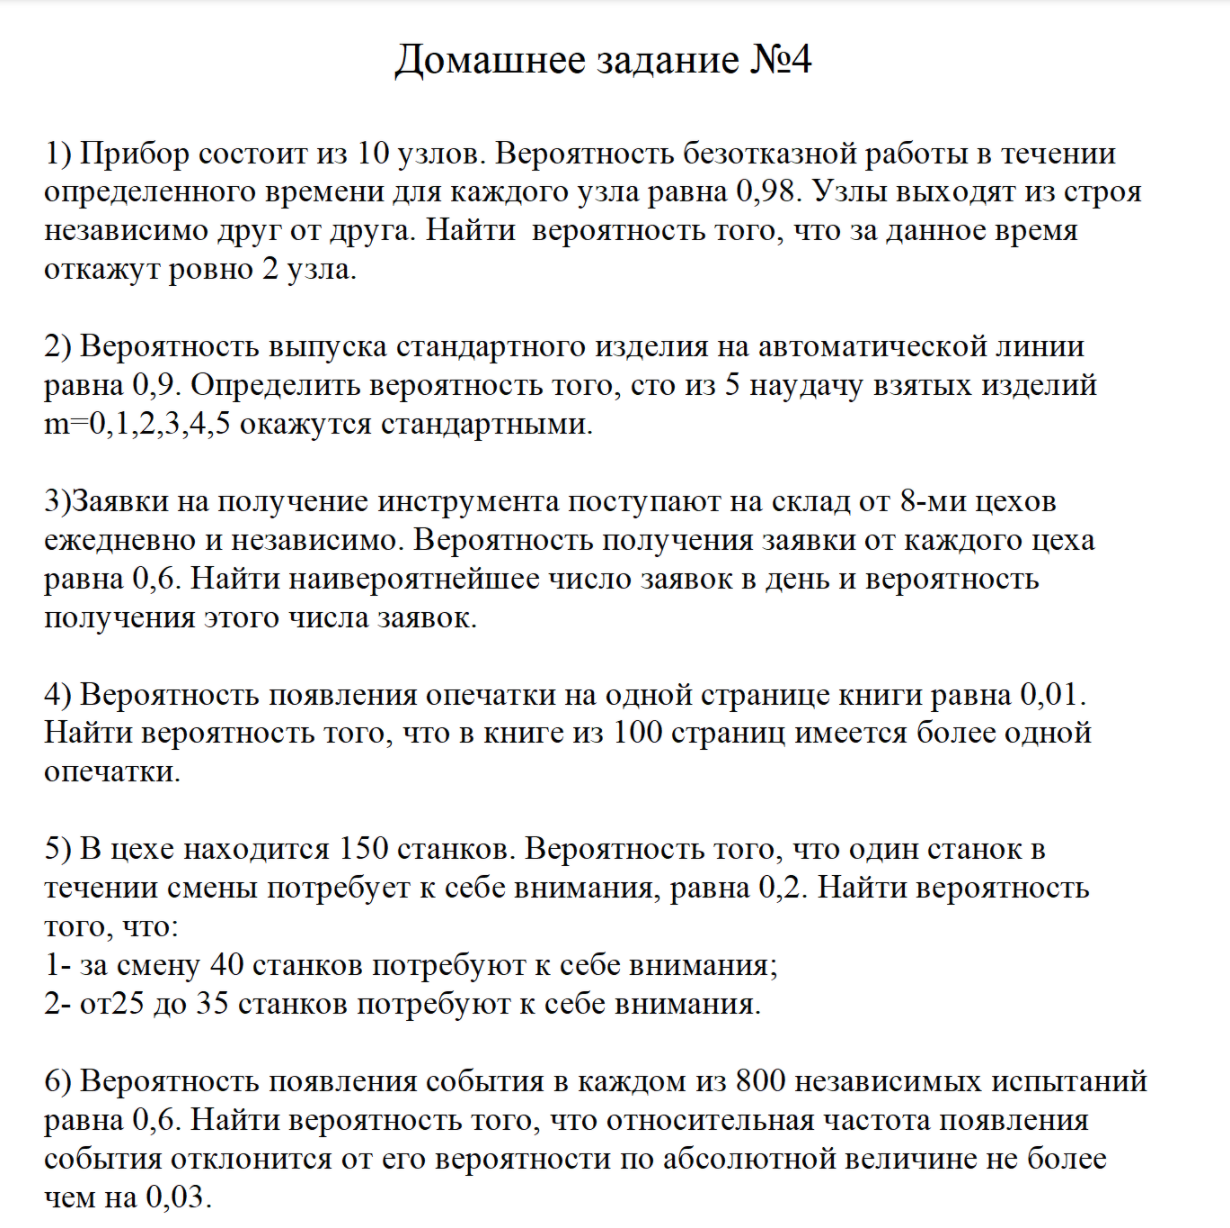 Домашнее задание №4
1) Прибор состоит из 10 узлов. Вероятность безотказной работы в течении
определенного времени для каждого узла равна 0,98. Узлы выходят из строя
независимо друг от друга. Найти вероятность того, что за данное время
откажут ровно 2 узла.
2) Вероятность выпуска стандартного изделия на автоматической линии
равна 0,9. Определить вероятность того, сто из 5 наудачу взятых изделий
m=0,1,2,3,4,5 окажутся стандартными.
3)Заявки на получение инструмента поступают на склад от 8-ми цехов
ежедневно и независимо. Вероятность получения заявки от каждого цеха
равна 0,6. Найти наивероятнейшее число заявок в день и вероятность
получения этого числа заявок.
4) Вероятность появления опечатки на одной странице книги равна 0,01.
Найти вероятность того, что в книге из 100 страниц имеется более одной
опечатки.
5) В цехе находится 150 станков. Вероятность того, что один станок в
течении смены потребует к себе внимания, равна 0,2. Найти вероятность
того, что:
1- за смену 40 станков потребуют к себе внимания;
2- от25 до 35 станков потребуют к себе внимания.
6) Вероятность появления события в каждом из 800 независимых испытаний
равна 0,6. Найти вероятность того, что относительная частота появления
события отклонится от его вероятности по абсолютной величине не более
чем на 0,03.